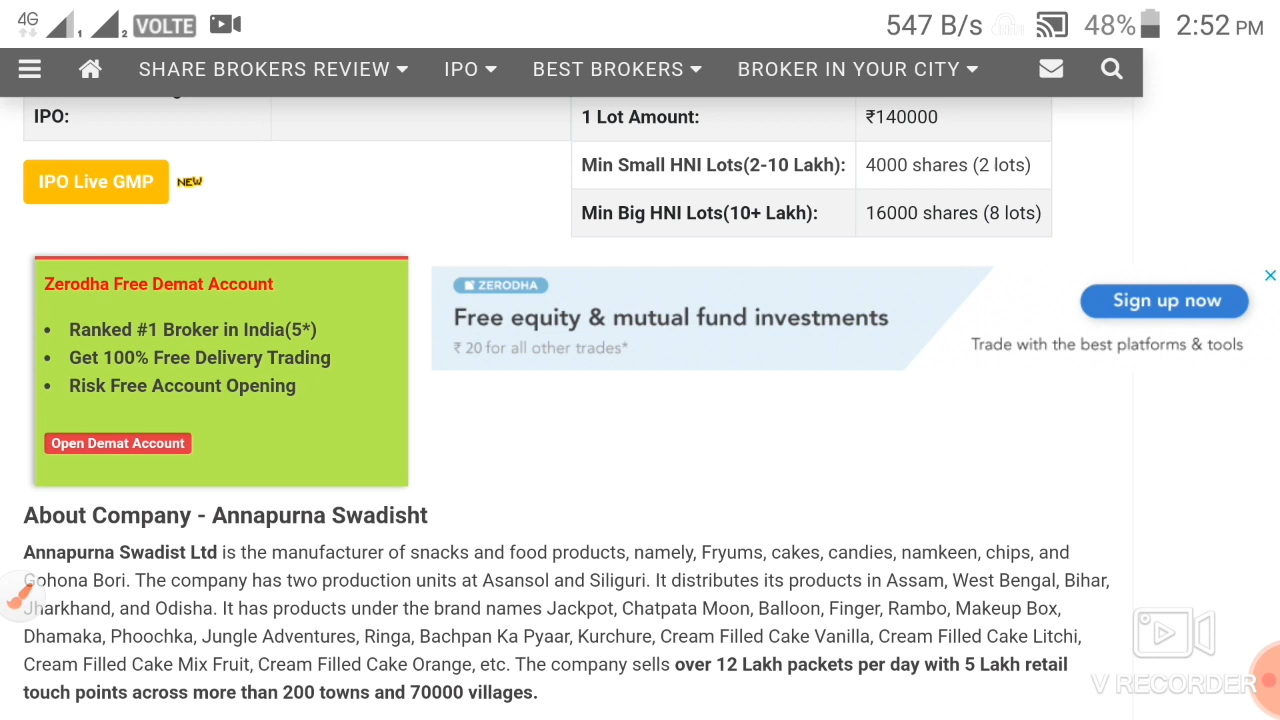 4G 1 2 VOLTE 547 B/s 48% 2:52 PM
SHARE BROKERS REVIEW IPO BEST BROKERS BROKER IN YOUR CITY
IPO:
1 Lot Amount: ₹140000
Min Small HNI Lots(2-10 Lakh): 4000 shares (2 lots)
Min Big HNI Lots(10+ Lakh): 16000 shares (8 lots)
IPO Live GMP NEW
Zerodha Free Demat Account
• Ranked #1 Broker in India(5*)
• Get 100% Free Delivery Trading
• Risk Free Account Opening
Open Demat Account
ZERODHA
Free equity & mutual fund investments
₹ 20 for all other trades*
Sign up now
Trade with the best platforms & tools
About Company - Annapurna Swadisht
Annapurna Swadist Ltd is the manufacturer of snacks and food products, namely, Fryums, cakes, candies, namkeen, chips, and
Gohona Bori. The company has two production units at Asansol and Siliguri. It distributes its products in Assam, West Bengal, Bihar,
Jharkhand, and Odisha. It has products under the brand names Jackpot, Chatpata Moon, Balloon, Finger, Rambo, Makeup Box,
Dhamaka, Phoochka, Jungle Adventures, Ringa, Bachpan Ka Pyaar, Kurchure, Cream Filled Cake Vanilla, Cream Filled Cake Litchi,
Cream Filled Cake Mix Fruit, Cream Filled Cake Orange, etc. The company sells over 12 Lakh packets per day with 5 Lakh retail
touch points across more than 200 towns and 70000 villages.
V RECORDER